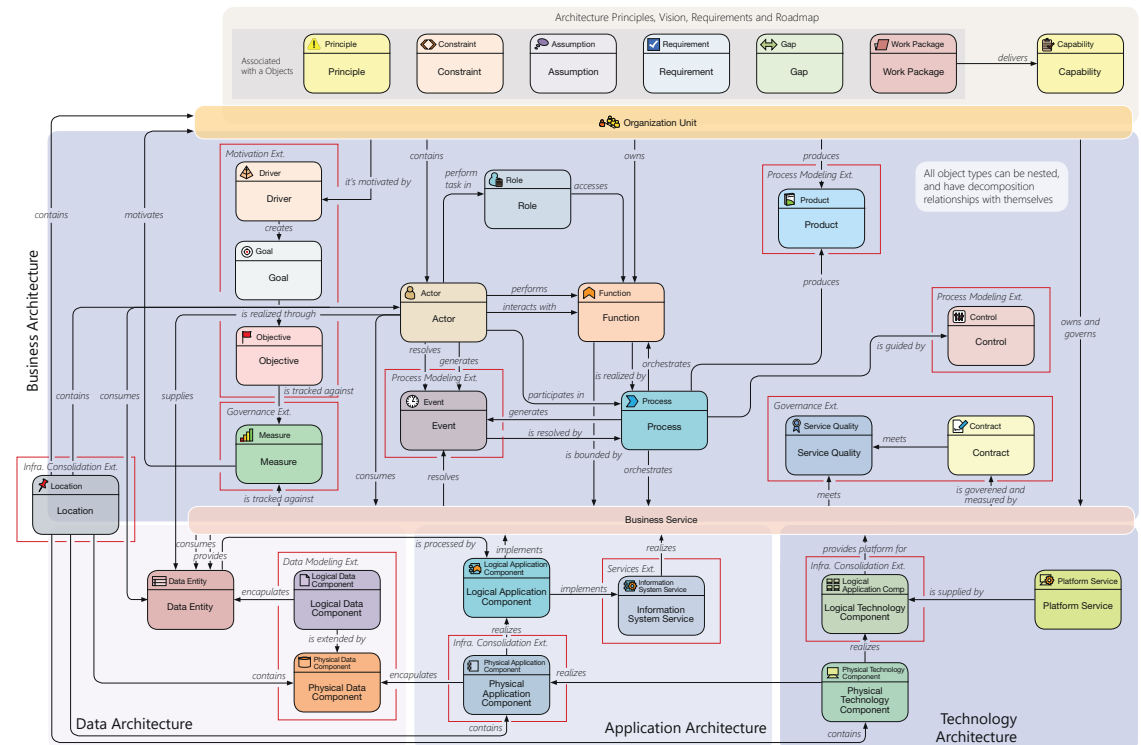 Architecture Principles, Vision, Requirements and Roadmap
Associated
with a Objects
Principle
Principle
Constraint
Constraint
Assumption
Assumption
Requirement
Requirement
Gap
Gap
Work Package
Work Package
delivers
Capability
Capability
Organization Unit
Business Architecture
contains
motivates
Motivation Ext.
Driver
Driver
it's motivated by
creates
Goal
Goal
is realized through
Objective
Objective
is tracked against
Governance Ext.
Measure
Measure
is tracked against
contains
perform
task in
Role
Role
accesses
owns
produces
Process Modeling Ext.
Product
Product
produces
All object types can be nested,
and have decomposition
relationships with themselves
Actor
Actor
performs
interacts with
Function
Function
resolves
generates
Process Modeling Ext.
Event
Event
participates in
generates
is resolved by
orchestrates
is realized by
Process
Process
is bounded by
orchestrates
is guided by
Process Modeling Ext.
Control
Control
owns and
governs
Governance Ext.
Service Quality
Service Quality
meets
Contract
Contract
meets
is goverened and
measured by
contains
consumes
supplies
consumes
resolves
Infra. Consolidation Ext.
Location
Location
Business Service
consumes
provides
is processed by
implements
realizes
provides platform for
Data Entity
Data Entity
encapulates
Data Modeling Ext.
Logical Data
Component
Logical Data
Component
is extended by
Physical Data
Component
Physical Data
Component
contains
encapulates
Logical Application
Component
Logical Application
Component
implements
Services Ext.
Information
System Service
Information
System Service
realizes
Infra. Consolidation Ext.
Physical Application
Component
Physical
Application
Component
realizes
contains
Infra. Consolidation Ext.
Logical
Application Comp
Logical Technology
Component
is supplied by
Platform Service
Platform Service
realizes
Physical Technology
Component
Physical
Technology
Component
contains
Data Architecture
Application Architecture
Technology
Architecture